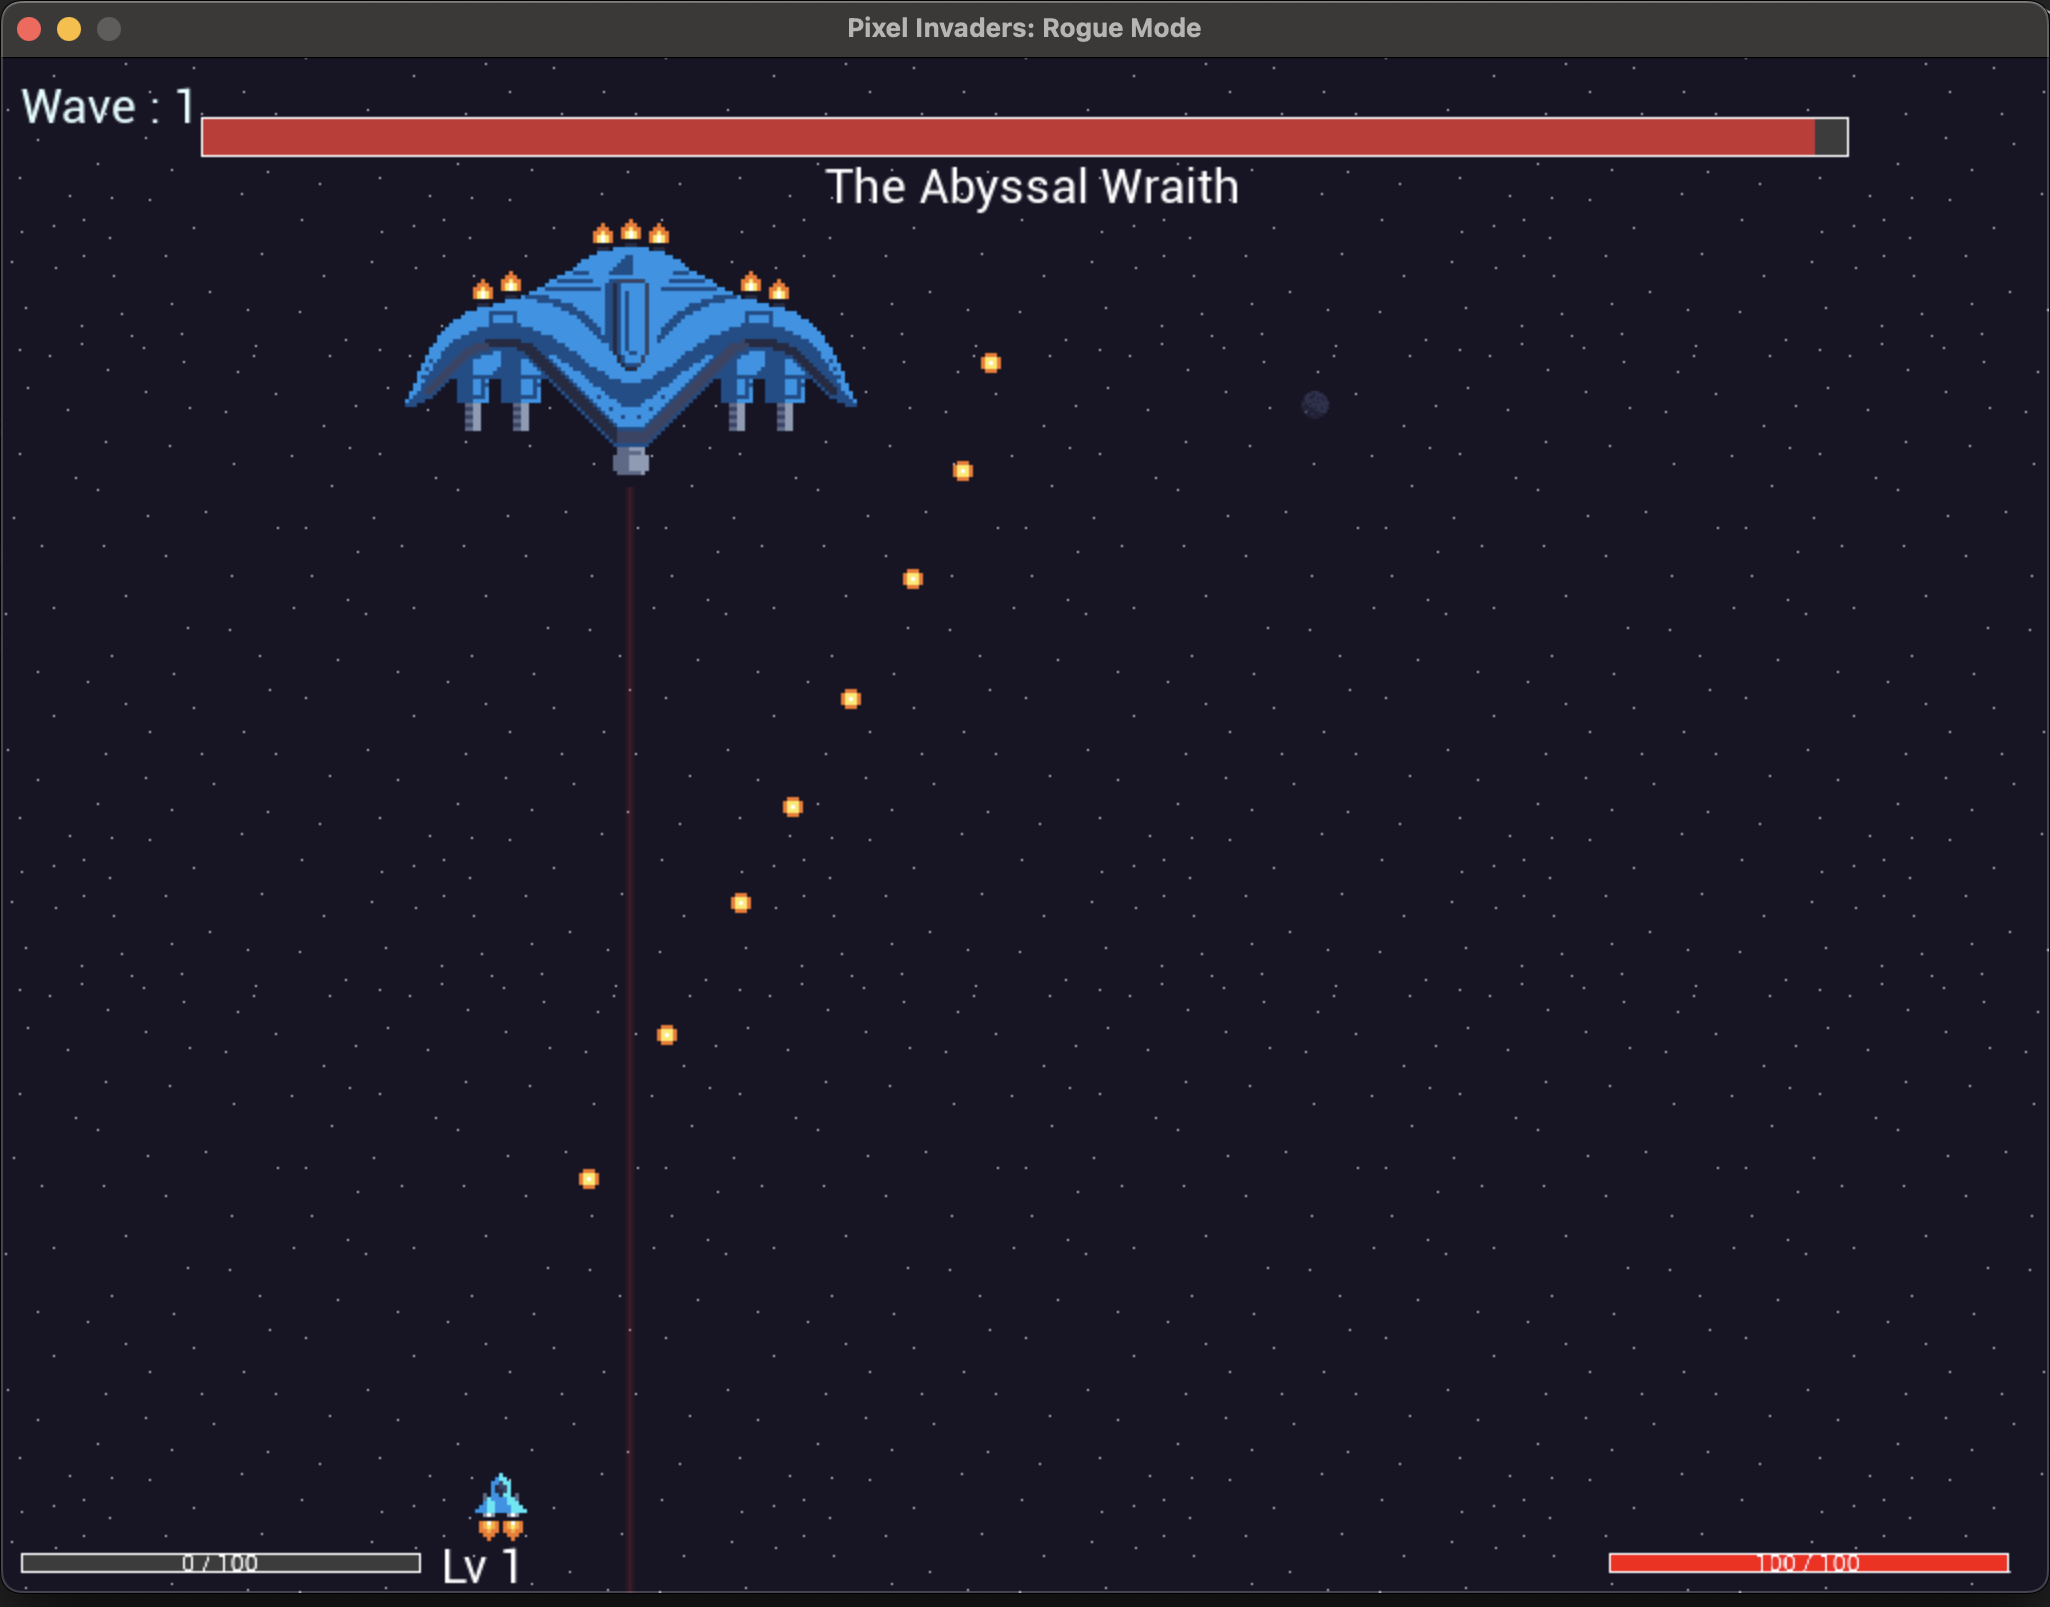 Pixel Invaders: Rogue Mode
Wave : 1
The Abyssal Wraith
0 / 100
Lv 1
100 / 100